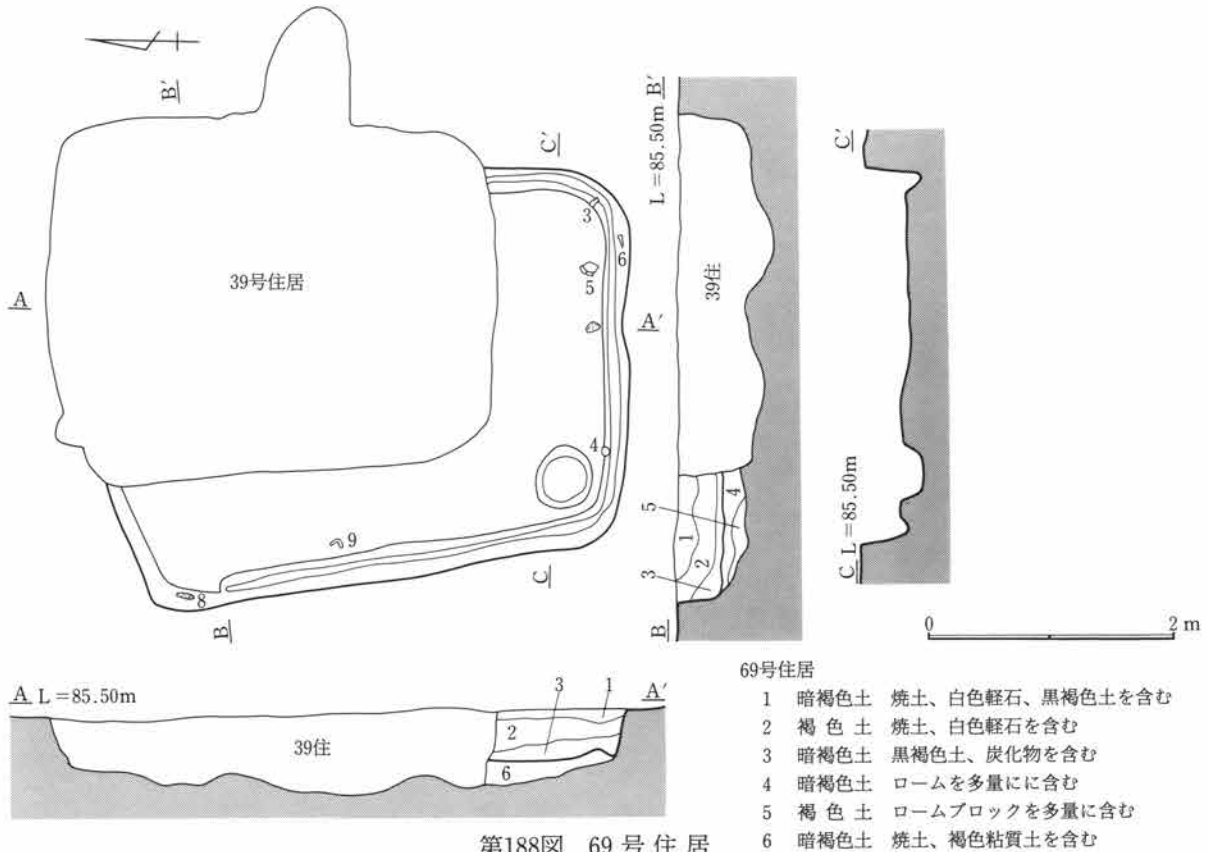 B′
C′
3
6
5
39号住居
A
A′
4
9
8
C
B
B′
L=85.50m
39住
5
4
1
2
3
B
C′
C L=85.50m
0 2 m
A L=85.50m
3 1 A′
39住
2
6
69号住居
1 暗褐色土 焼土、白色軽石、黒褐色土を含む
2 褐色土 焼土、白色軽石を含む
3 暗褐色土 黒褐色土、炭化物を含む
4 暗褐色土 ロームを多量にに含む
5 褐色土 ロームブロックを多量に含む
6 暗褐色土 焼土、褐色粘質土を含む
第188図 69号住居